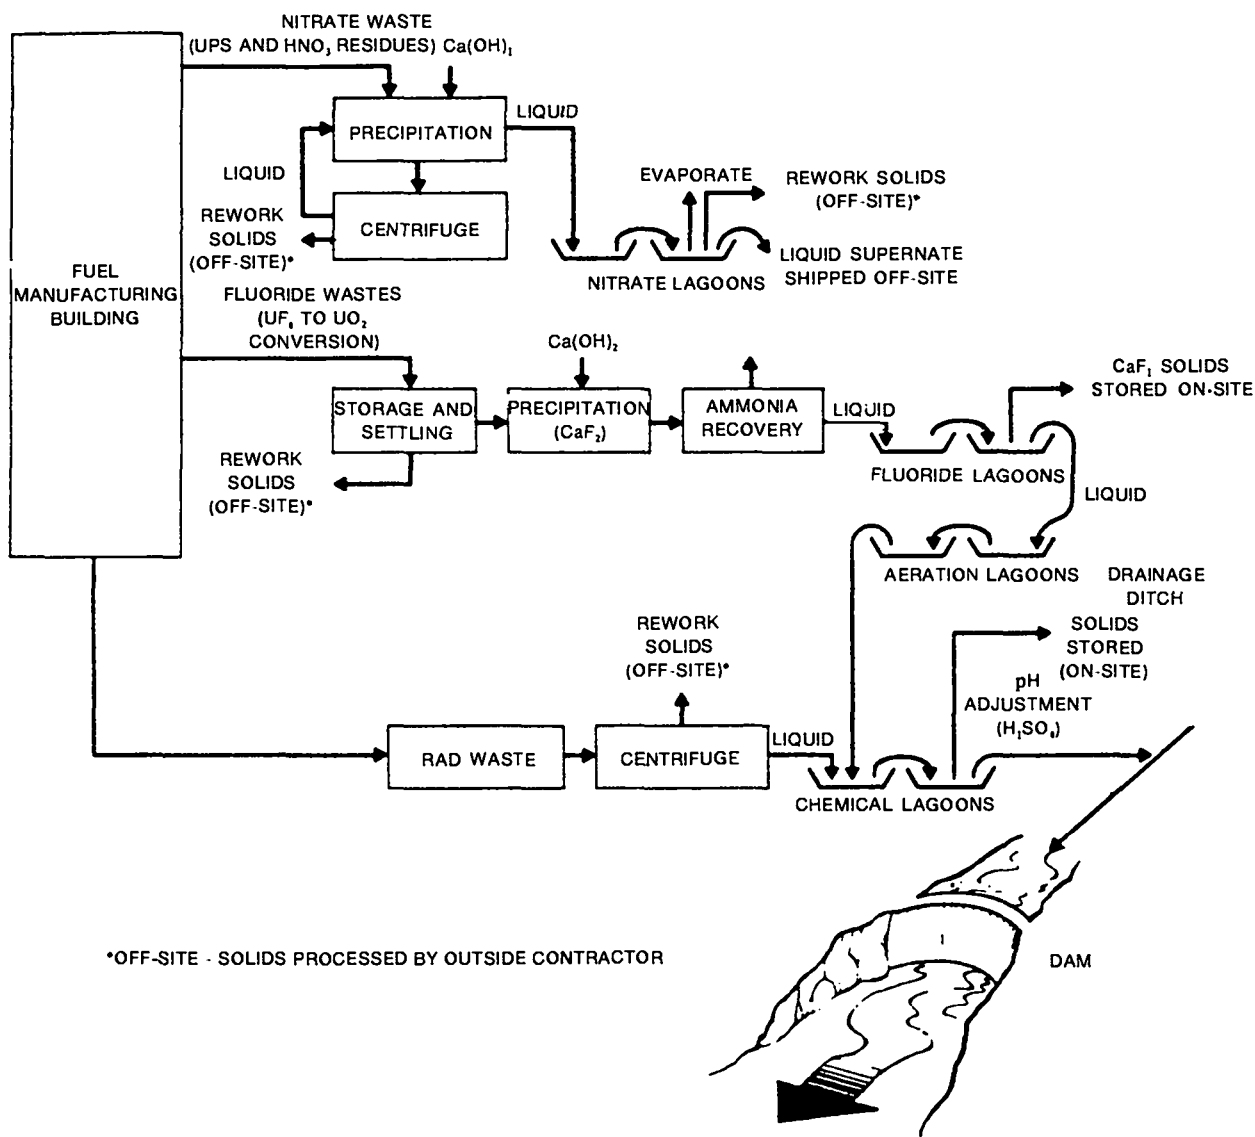 NITRATE WASTE
(UPS AND HNO₃ RESIDUES) Ca(OH)₁
LIQUID
PRECIPITATION
LIQUID
EVAPORATE
REWORK SOLIDS
(OFF-SITE)*
REWORK
SOLIDS
(OFF-SITE)*
CENTRIFUGE
LIQUID SUPERNATE
SHIPPED OFF-SITE
NITRATE LAGOONS
FUEL
MANUFACTURING
BUILDING
FLUORIDE WASTES
(UF₆ TO UO₂
CONVERSION)
Ca(OH)₂
CaF₁ SOLIDS
STORED ON-SITE
STORAGE AND
SETTLING
PRECIPITATION
(CaF₂)
AMMONIA
RECOVERY
LIQUID
REWORK
SOLIDS
(OFF-SITE)*
FLUORIDE LAGOONS
LIQUID
AERATION LAGOONS
DRAINAGE
DITCH
REWORK
SOLIDS
(OFF-SITE)*
SOLIDS
STORED
(ON-SITE)
pH
ADJUSTMENT
(H₂SO₄)
RAD WASTE
CENTRIFUGE
LIQUID
CHEMICAL LAGOONS
*OFF-SITE - SOLIDS PROCESSED BY OUTSIDE CONTRACTOR
DAM